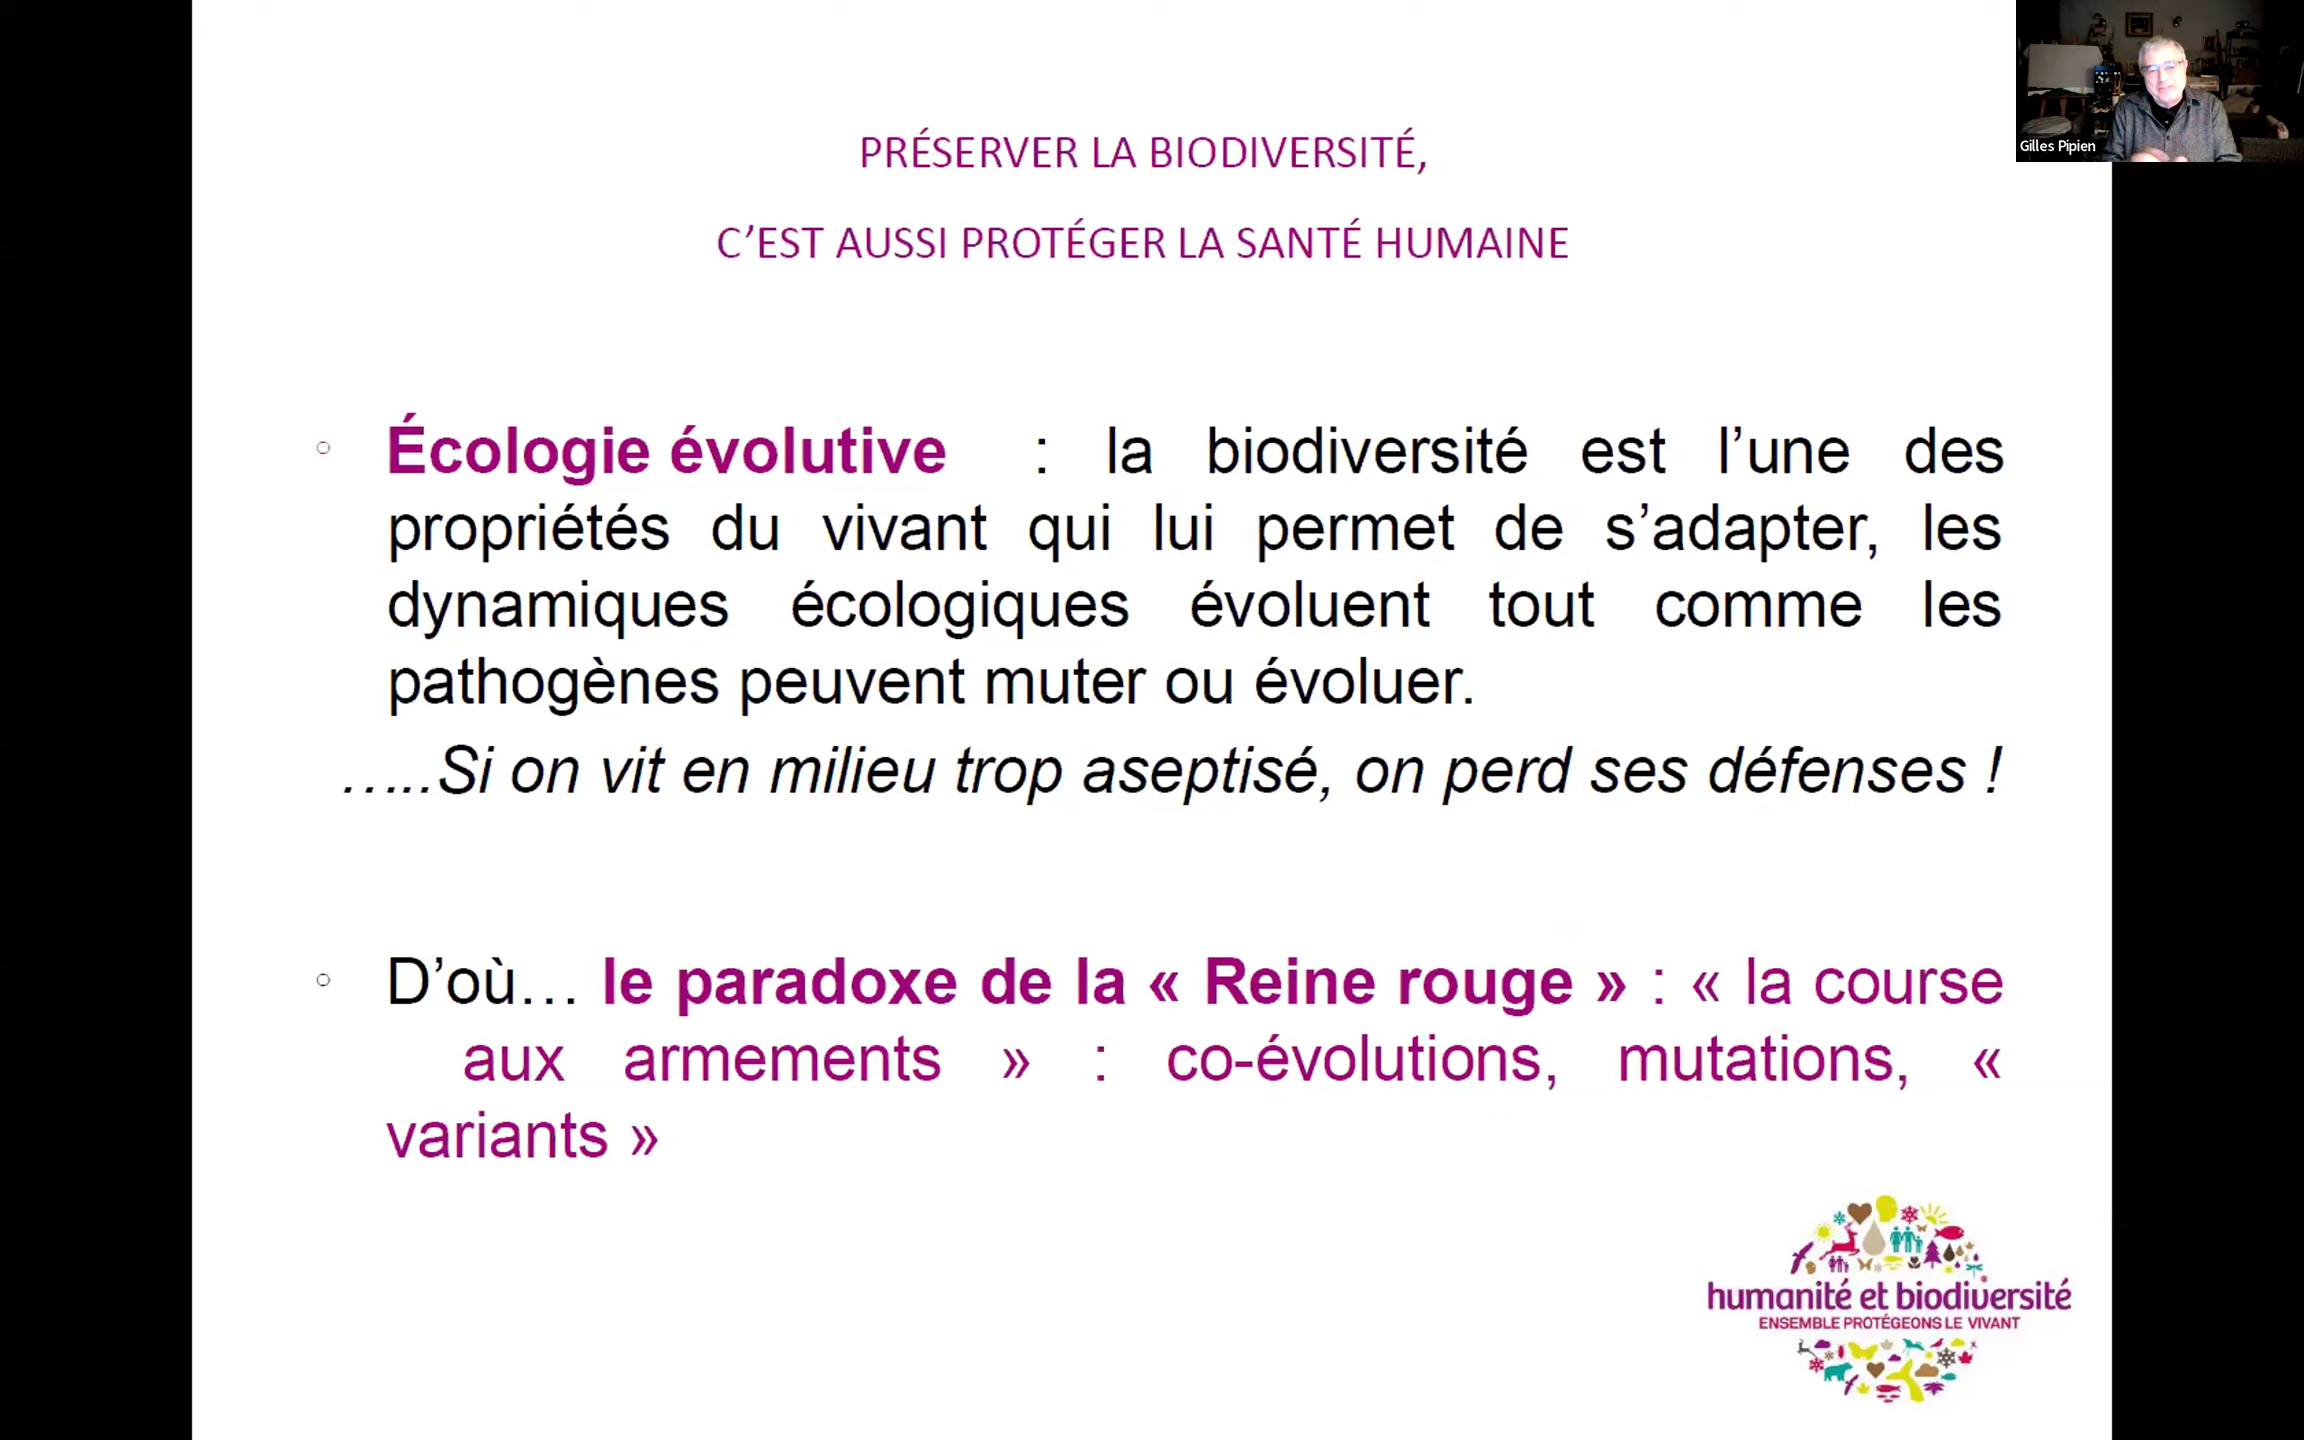 Gilles Pipien
PRÉSERVER LA BIODIVERSITÉ,
C’EST AUSSI PROTÉGER LA SANTÉ HUMAINE
Écologie évolutive : la biodiversité est l’une des
propriétés du vivant qui lui permet de s’adapter, les
dynamiques écologiques évoluent tout comme les
pathogènes peuvent muter ou évoluer.
…..Si on vit en milieu trop aseptisé, on perd ses défenses !
D’où… le paradoxe de la « Reine rouge » : « la course
aux armements » : co-évolutions, mutations, «
variants »
humanité et biodiversité
ENSEMBLE PROTÉGEONS LE VIVANT